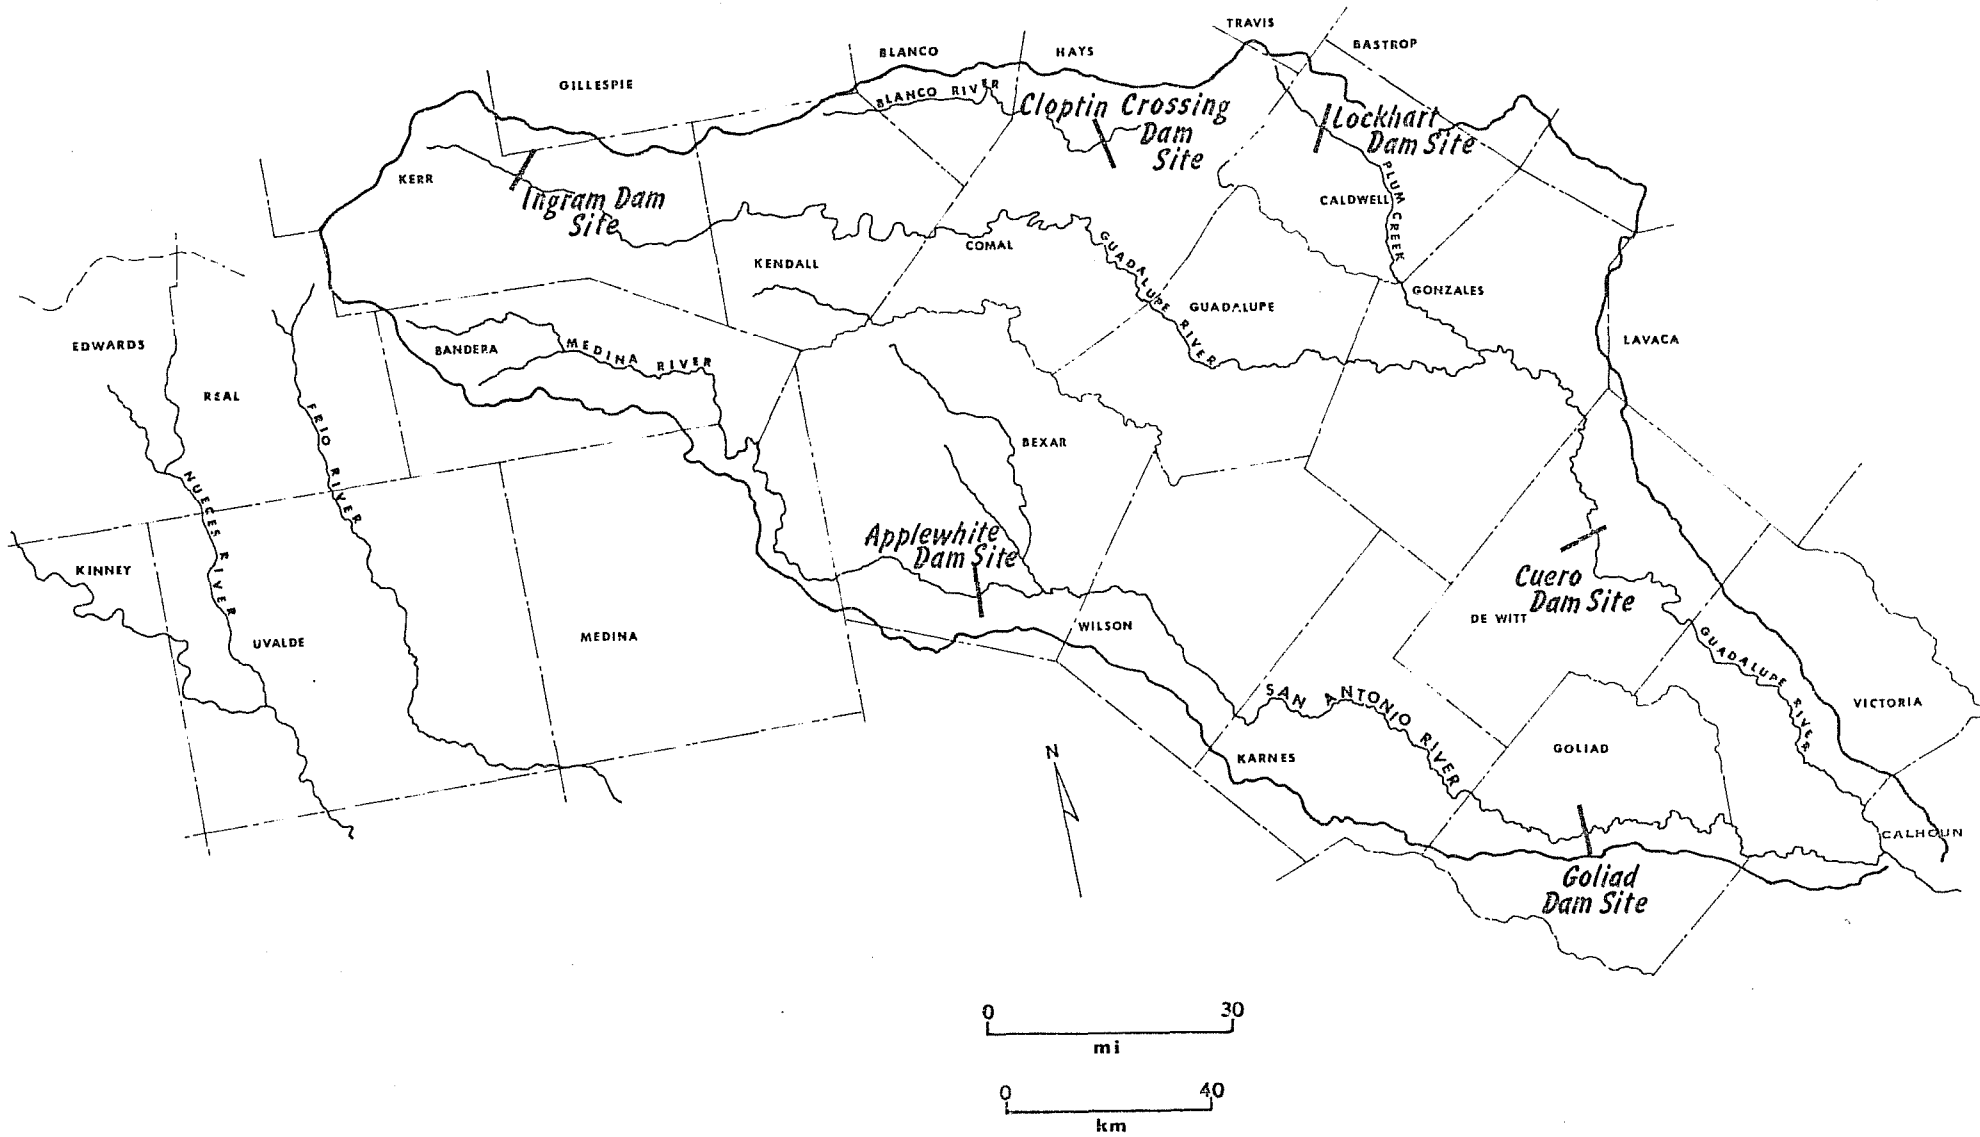 TRAVIS
BASTROP
BLANCO
HAYS
GILLESPIE
BLANCO RIVER
Cloptin Crossing
Dam
Site
Lockhart
Dam Site
KERR
Ingram Dam
Site
CALDWELL
PLUM CREEK
COMAL
GUADALUPE RIVER
KENDALL
GONZALES
GUADALUPE
EDWARDS
BANDERA
MEDINA RIVER
LAVACA
REAL
FRIO RIVER
BEXAR
NUECES RIVER
Applewhite
Dam Site
KINNEY
Cuero
Dam Site
DE WITT
UVALDE
MEDINA
WILSON
GUADALUPE RIVER
SAN ANTONIO RIVER
VICTORIA
N
KARNES
GOLIAD
CALHOUN
Goliad
Dam Site
0 30
mi
0 40
km